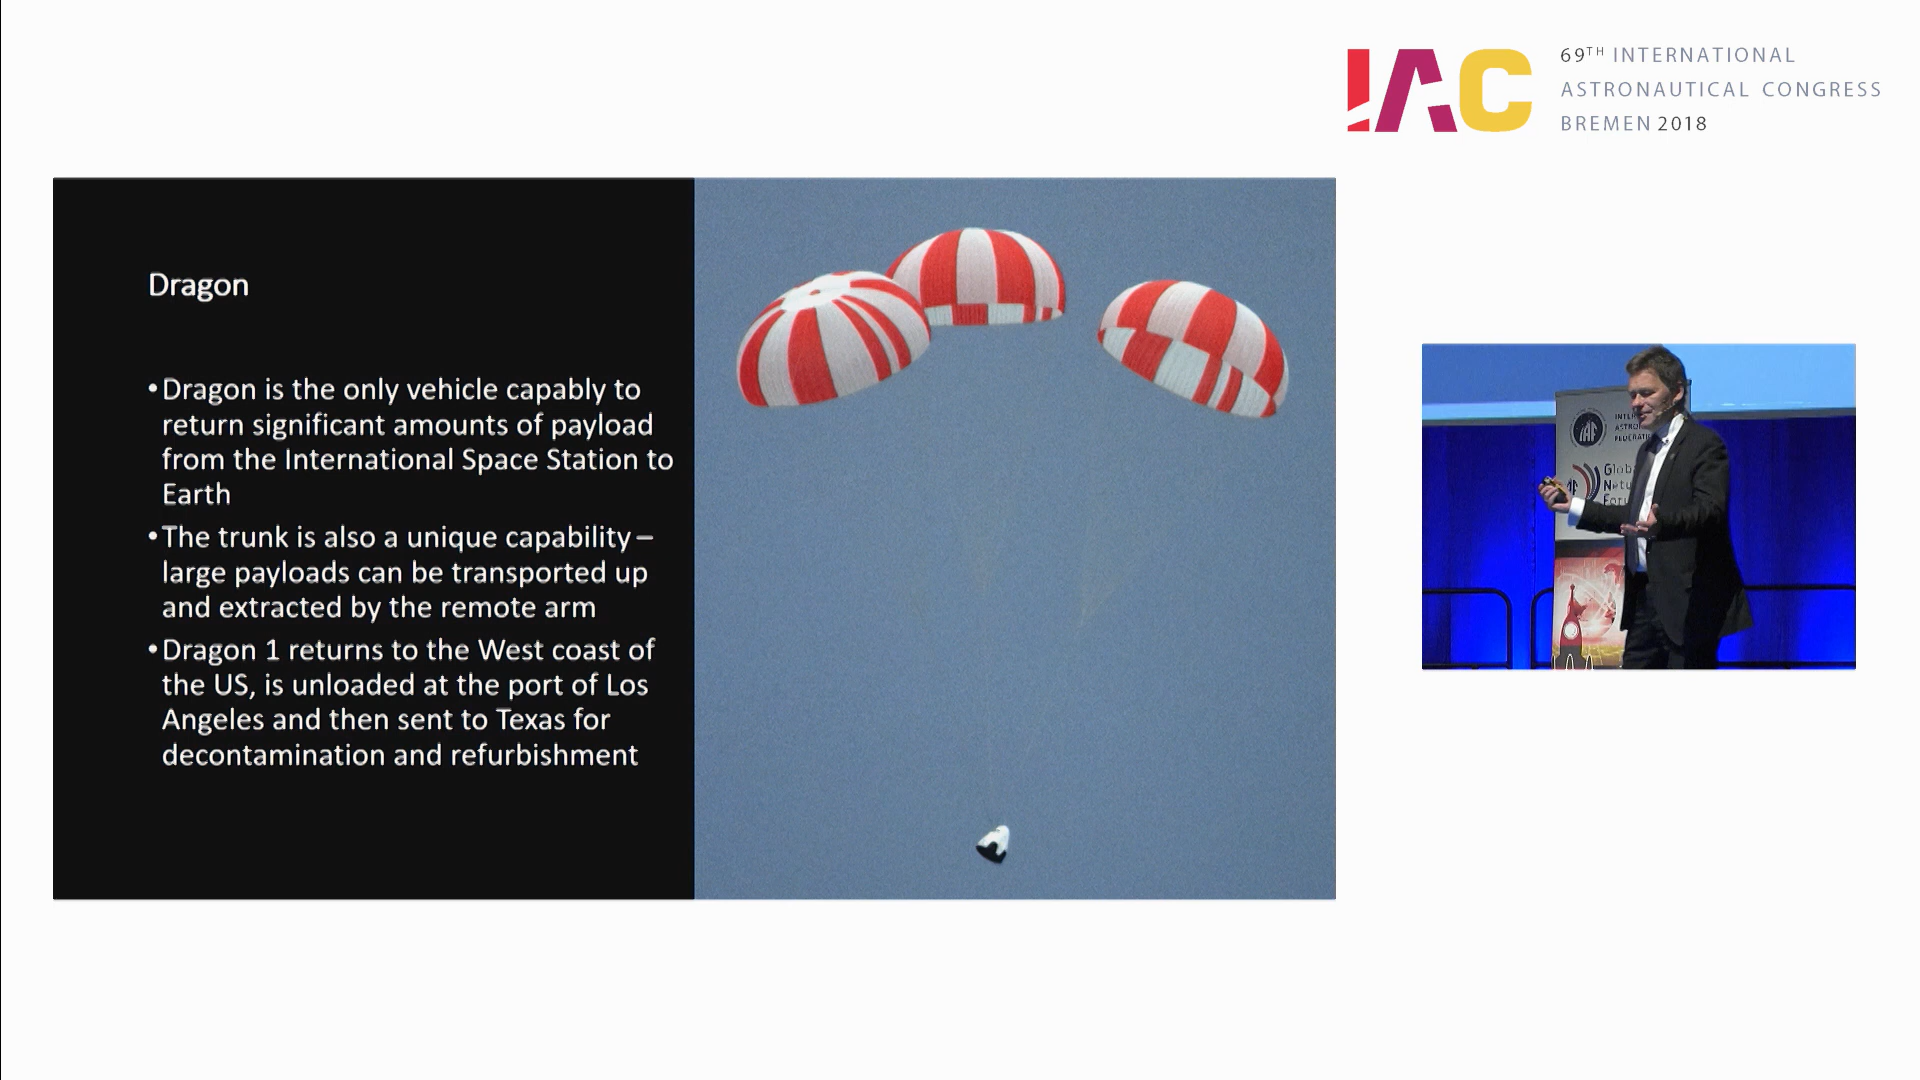 IAC
69TH INTERNATIONAL
ASTRONAUTICAL CONGRESS
BREMEN 2018
Dragon
•Dragon is the only vehicle capably to
return significant amounts of payload
from the International Space Station to
Earth
•The trunk is also a unique capability –
large payloads can be transported up
and extracted by the remote arm
•Dragon 1 returns to the West coast of
the US, is unloaded at the port of Los
Angeles and then sent to Texas for
decontamination and refurbishment
IAF